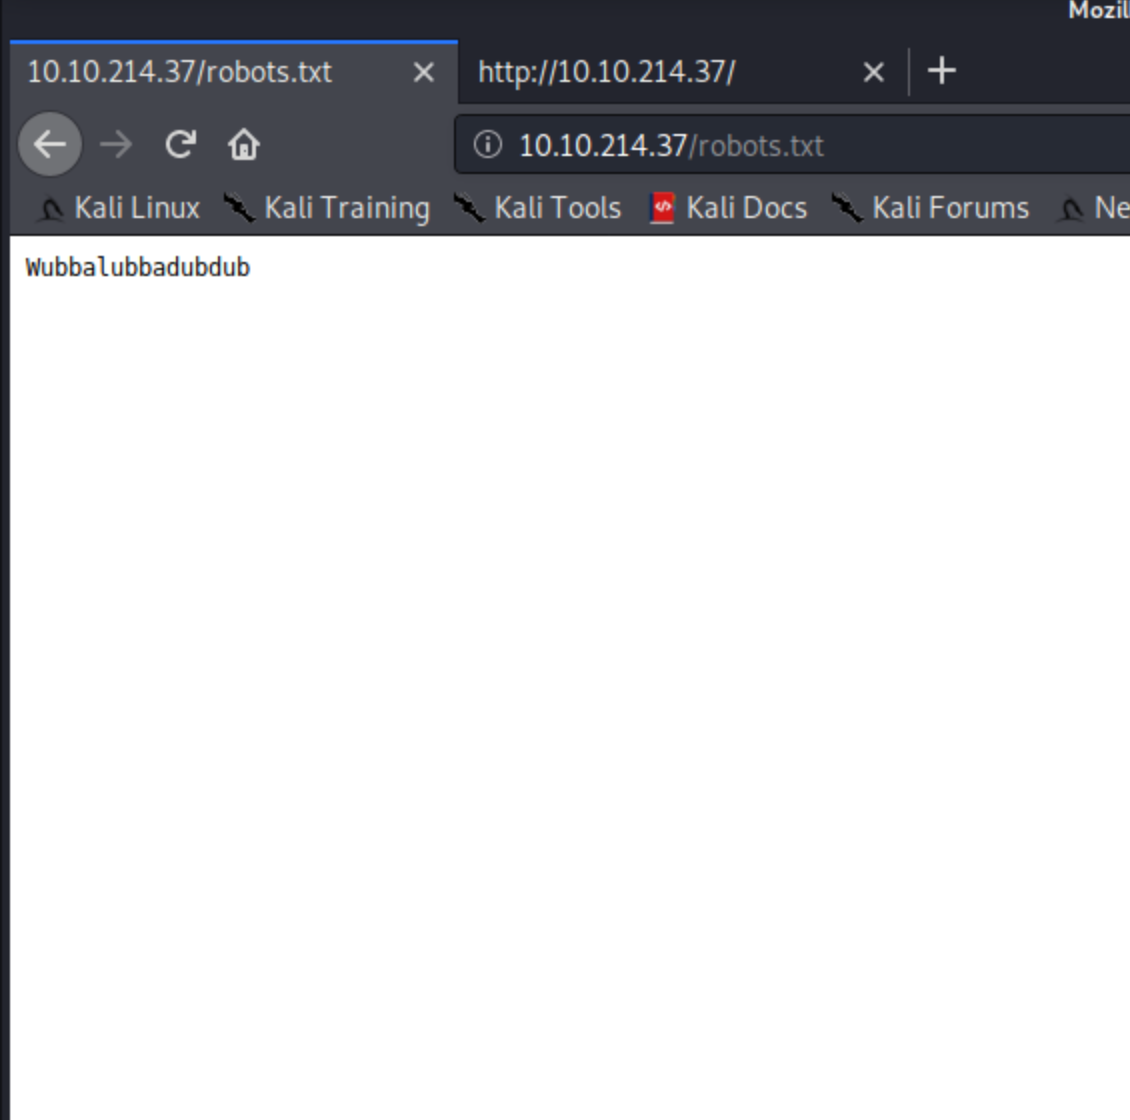 Mozil
10.10.214.37/robots.txt
http://10.10.214.37/
10.10.214.37/robots.txt
Kali Linux Kali Training Kali Tools Kali Docs Kali Forums Ne
Wubbalubbadubdub